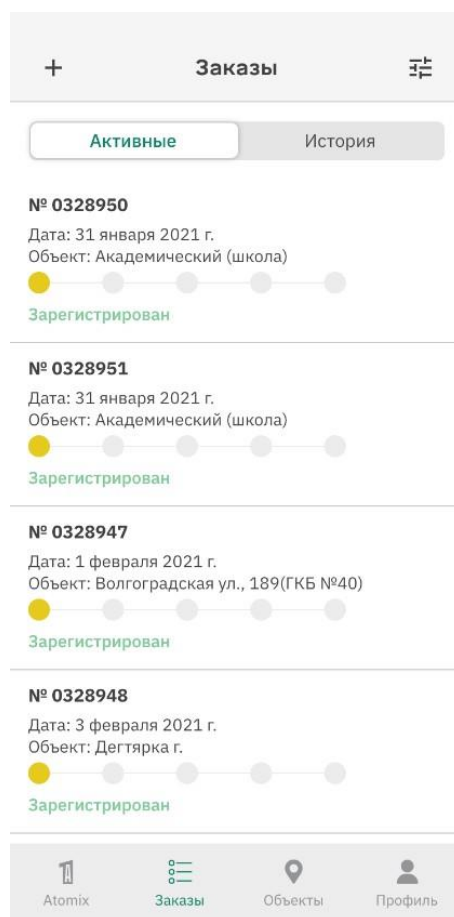 + Заказы
Активные История
№ 0328950
Дата: 31 января 2021 г.
Объект: Академический (школа)
Зарегистрирован
№ 0328951
Дата: 31 января 2021 г.
Объект: Академический (школа)
Зарегистрирован
№ 0328947
Дата: 1 февраля 2021 г.
Объект: Волгоградская ул., 189(ГКБ №40)
Зарегистрирован
№ 0328948
Дата: 3 февраля 2021 г.
Объект: Дегтярка г.
Зарегистрирован
Atomix Заказы Объекты Профиль